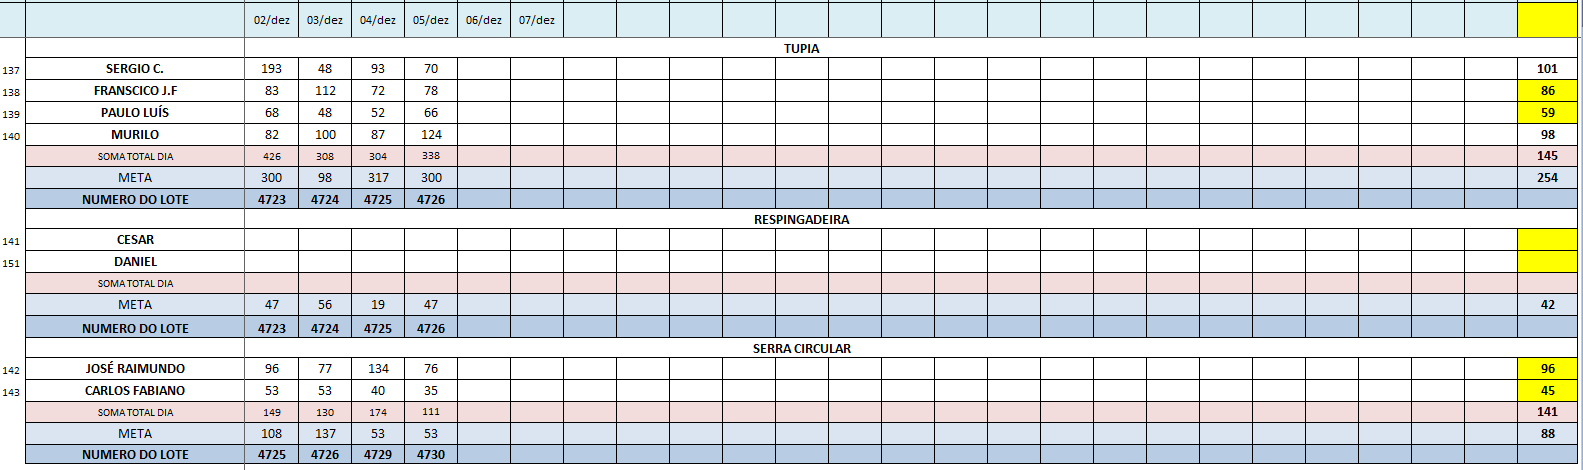 02/dez 03/dez 04/dez 05/dez 06/dez 07/dez
TUPIA
137 SERGIO C. 193 48 93 70 101
138 FRANSCICO J.F 83 112 72 78 86
139 PAULO LUÍS 68 48 52 66 59
140 MURILO 82 100 87 124 98
SOMA TOTAL DIA 426 308 304 338 145
META 300 98 317 300 254
NUMERO DO LOTE 4723 4724 4725 4726
RESPINGADEIRA
141 CESAR
151 DANIEL
SOMA TOTAL DIA
META 47 56 19 47 42
NUMERO DO LOTE 4723 4724 4725 4726
SERRA CIRCULAR
142 JOSÉ RAIMUNDO 96 77 134 76 96
143 CARLOS FABIANO 53 53 40 35 45
SOMA TOTAL DIA 149 130 174 111 141
META 108 137 53 53 88
NUMERO DO LOTE 4725 4726 4729 4730